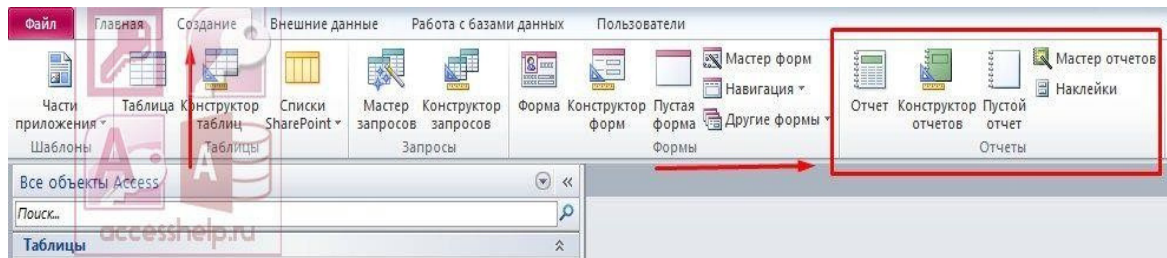 Файл Главная Создание Внешние данные Работа с базами данных Пользователи
Части приложения
Таблица
Конструктор таблиц
Списки SharePoint
Мастер запросов
Конструктор запросов
Форма
Конструктор форм
Пустая форма
Мастер форм
Навигация
Другие формы
Отчет
Конструктор отчетов
Пустой отчет
Мастер отчетов
Наклейки
Шаблоны Таблицы Запросы Формы Отчеты
Все объекты Access
Поиск...
accesshelp.ru
Таблицы